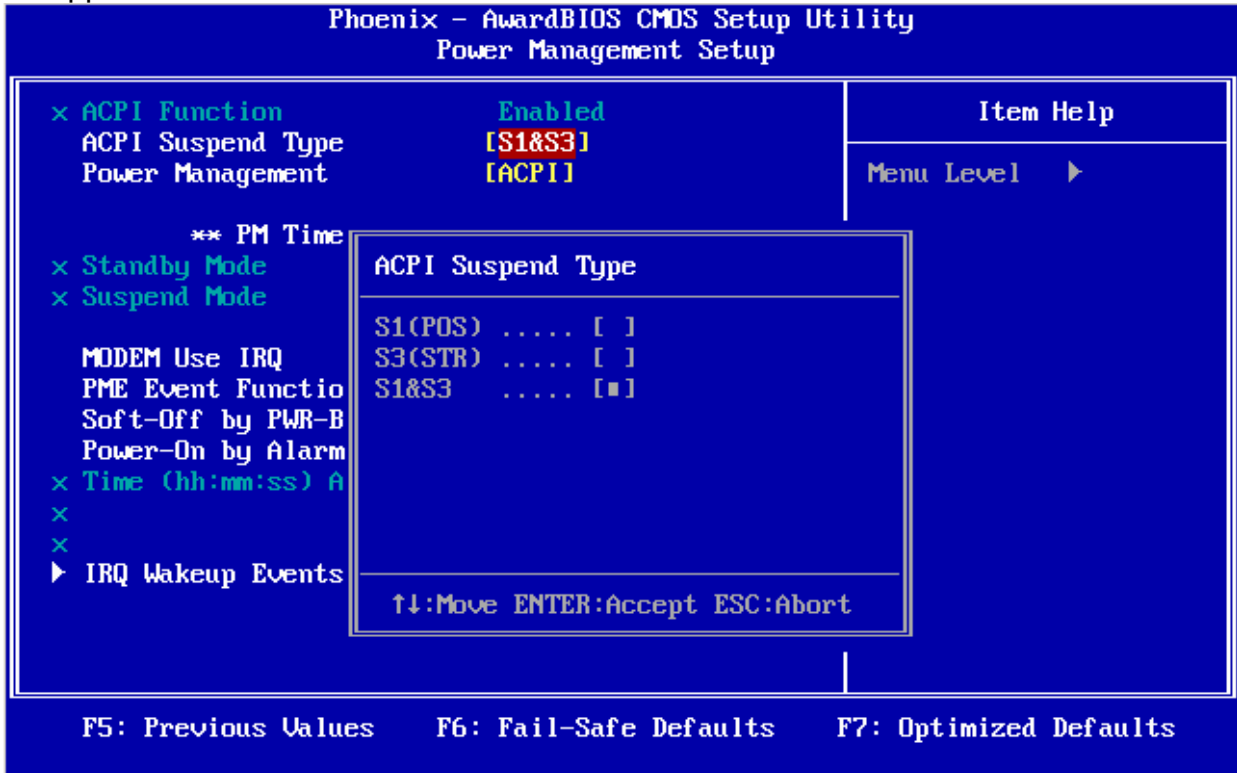 Phoenix - AwardBIOS CMOS Setup Utility
Power Management Setup
x ACPI Function Enabled
ACPI Suspend Type [S1&S3]
Power Management [ACPI]
Item Help
Menu Level ▶
** PM Time
x Standby Mode
x Suspend Mode
MODEM Use IRQ
PME Event Functio
Soft-Off by PWR-B
Power-On by Alarm
x Time (hh:mm:ss) A
x
x
▶ IRQ Wakeup Events
ACPI Suspend Type
S1(POS) ..... [ ]
S3(STR) ..... [ ]
S1&S3 ..... [■]
↑↓:Move ENTER:Accept ESC:Abort
F5: Previous Values F6: Fail-Safe Defaults F7: Optimized Defaults